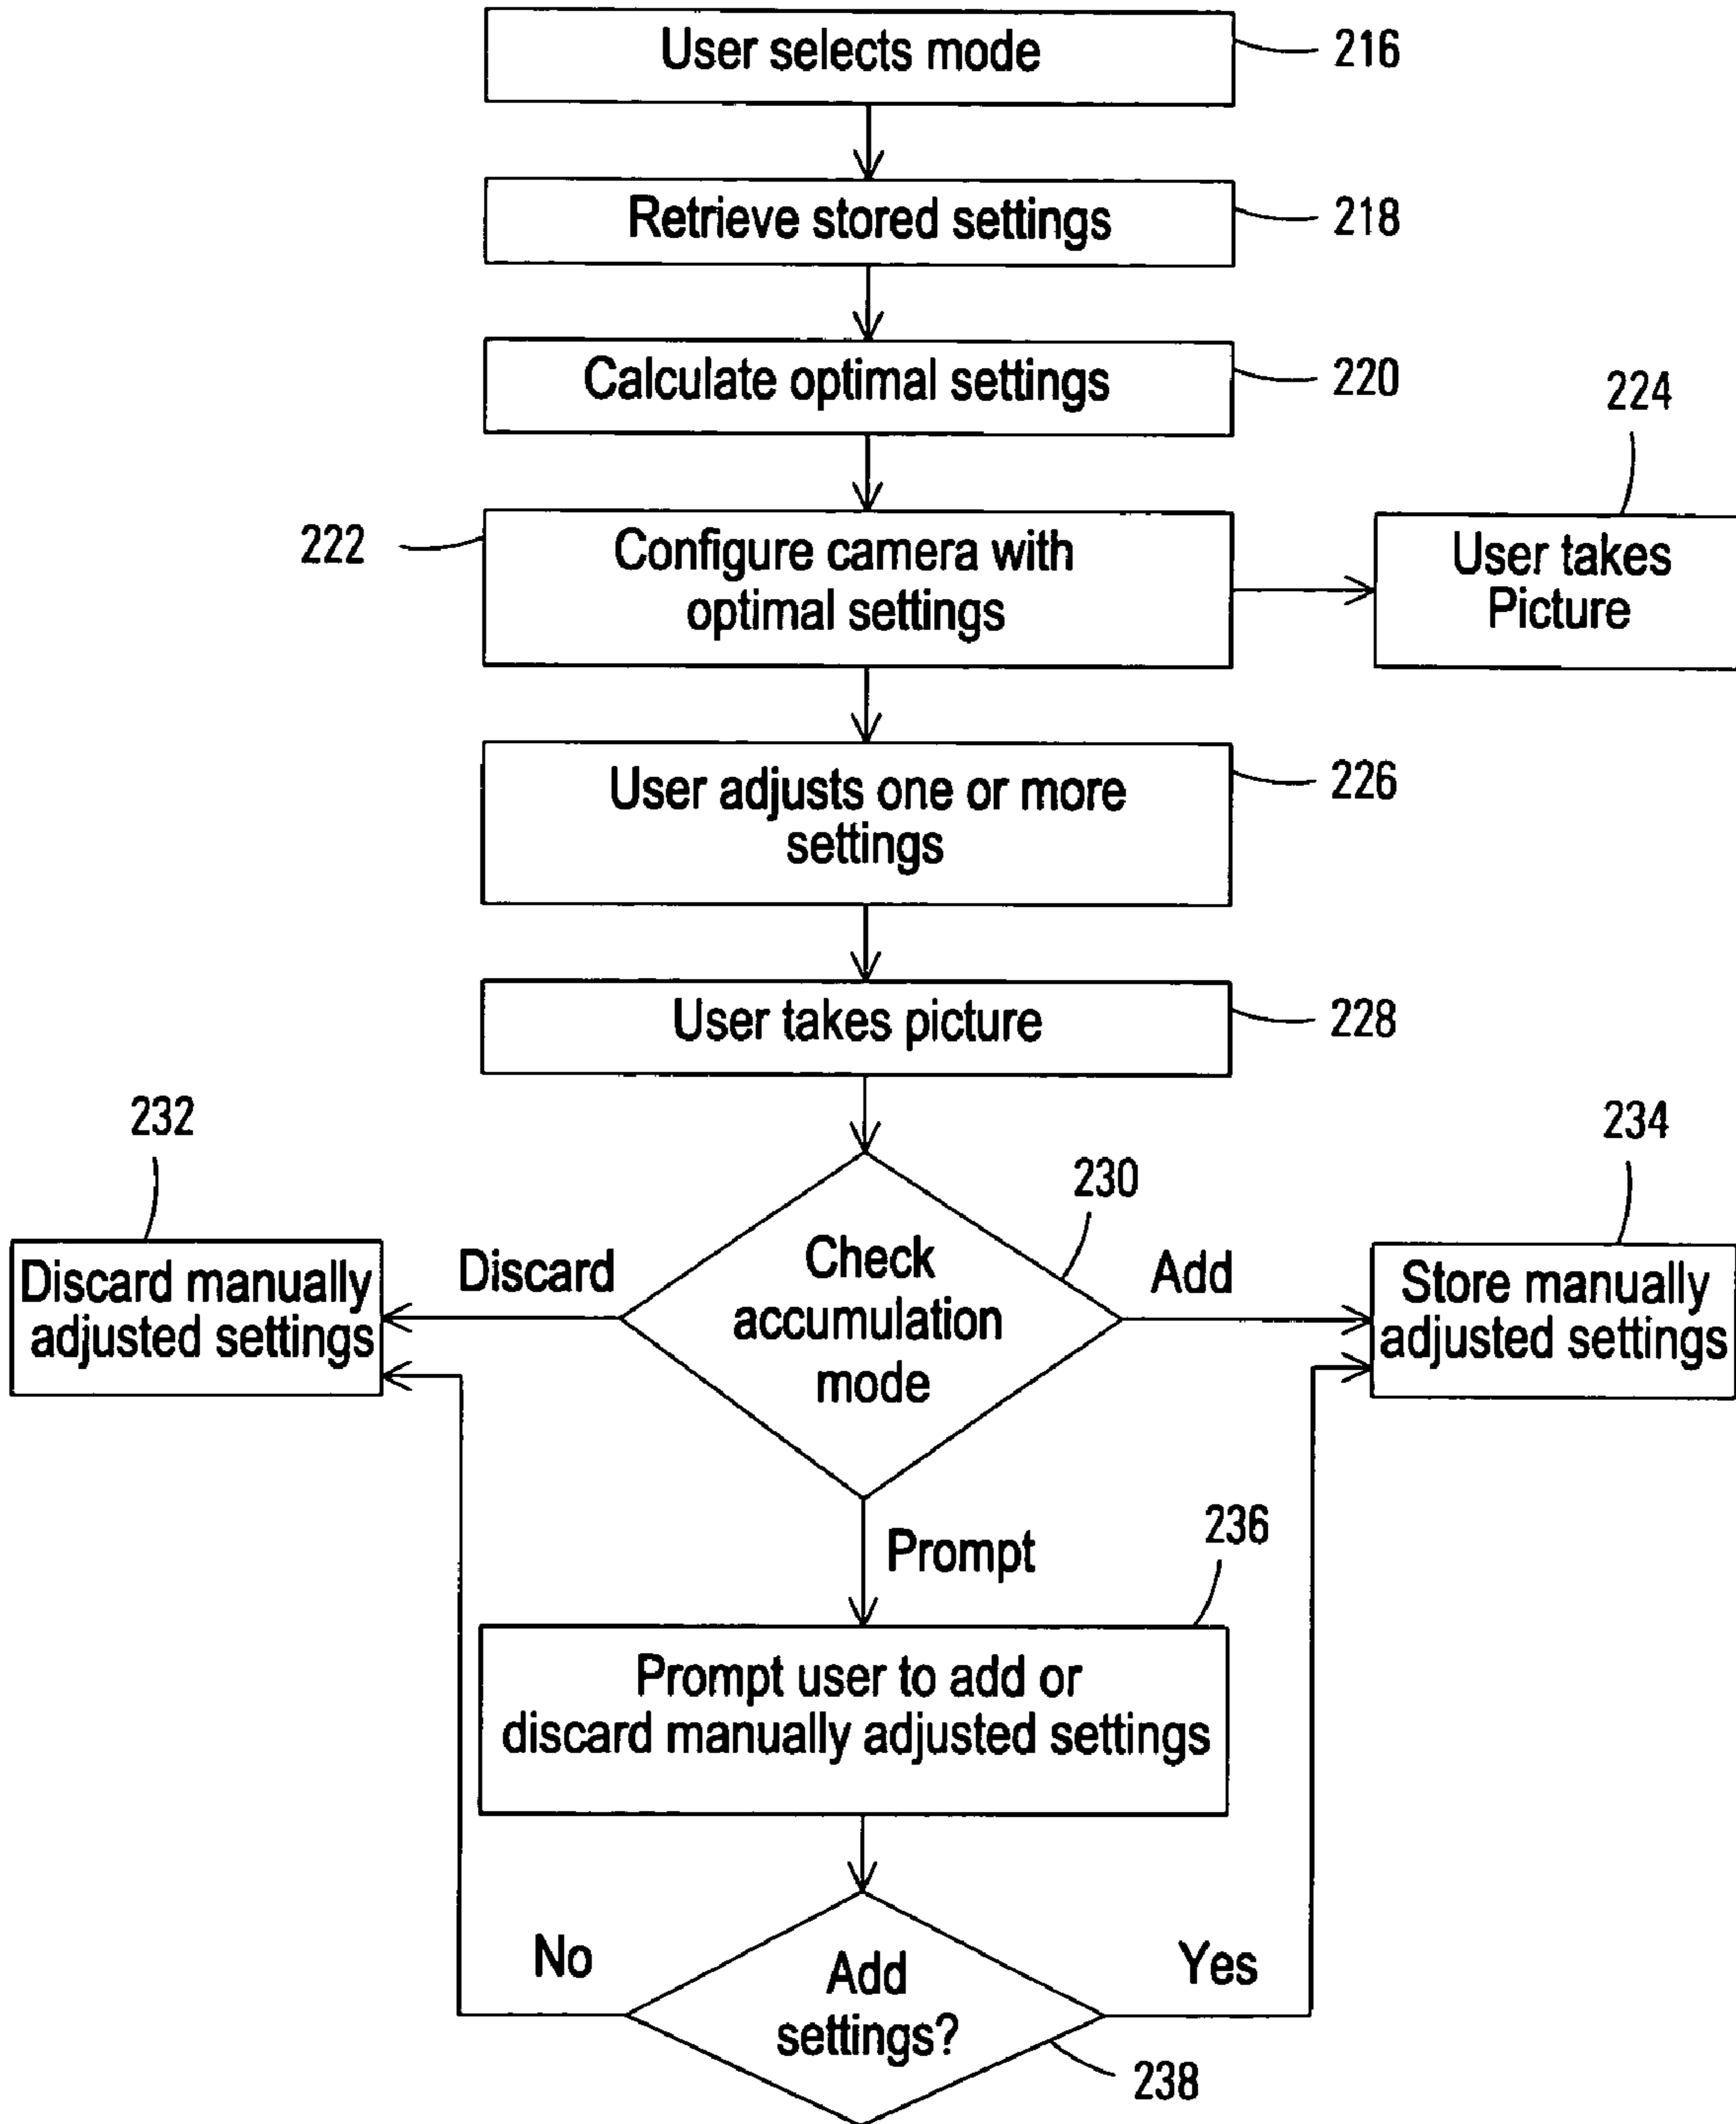 User selects mode
216
Retrieve stored settings
218
Calculate optimal settings
220
224
222
Configure camera with
optimal settings
User takes
Picture
User adjusts one or more
settings
226
User takes picture
228
232
234
230
Discard manually
adjusted settings
Discard
Check
accumulation
mode
Add
Store manually
adjusted settings
Prompt
236
Prompt user to add or
discard manually adjusted settings
No
Add
settings?
Yes
238